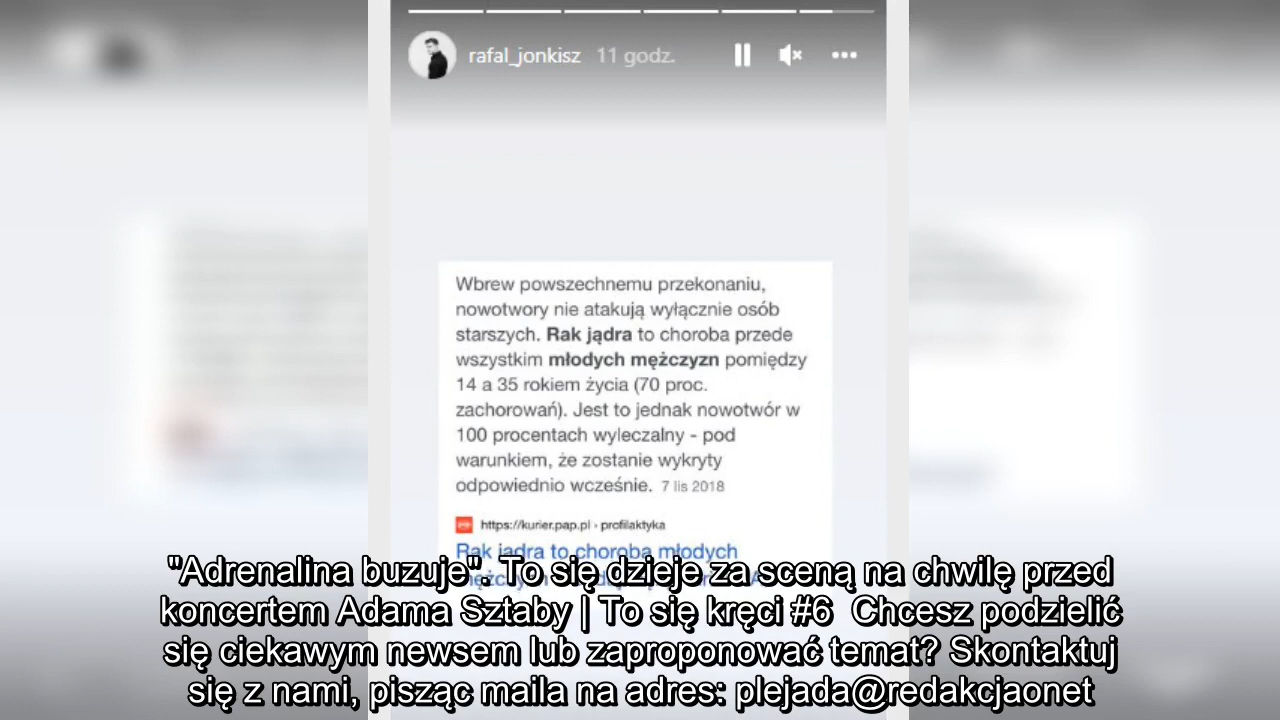 rafal_jonkisz 11 godz.
Wbrew powszechnemu przekonaniu,
nowotwory nie atakują wyłącznie osób
starszych. Rak jądra to choroba przede
wszystkim młodych mężczyzn pomiędzy
14 a 35 rokiem życia (70 proc.
zachorowań). Jest to jednak nowotwór w
100 procentach wyleczalny - pod
warunkiem, że zostanie wykryty
odpowiednio wcześnie. 7 lis 2018
https://kurier.pap.pl › profilaktyka
Rak jądra to choroba młodych
"Adrenalina buzuje". To się dzieje za sceną na chwilę przed
koncertem Adama Sztaby | To się kręci #6 Chcesz podzielić
się ciekawym newsem lub zaproponować temat? Skontaktuj
się z nami, pisząc maila na adres: plejada@redakcjaonet